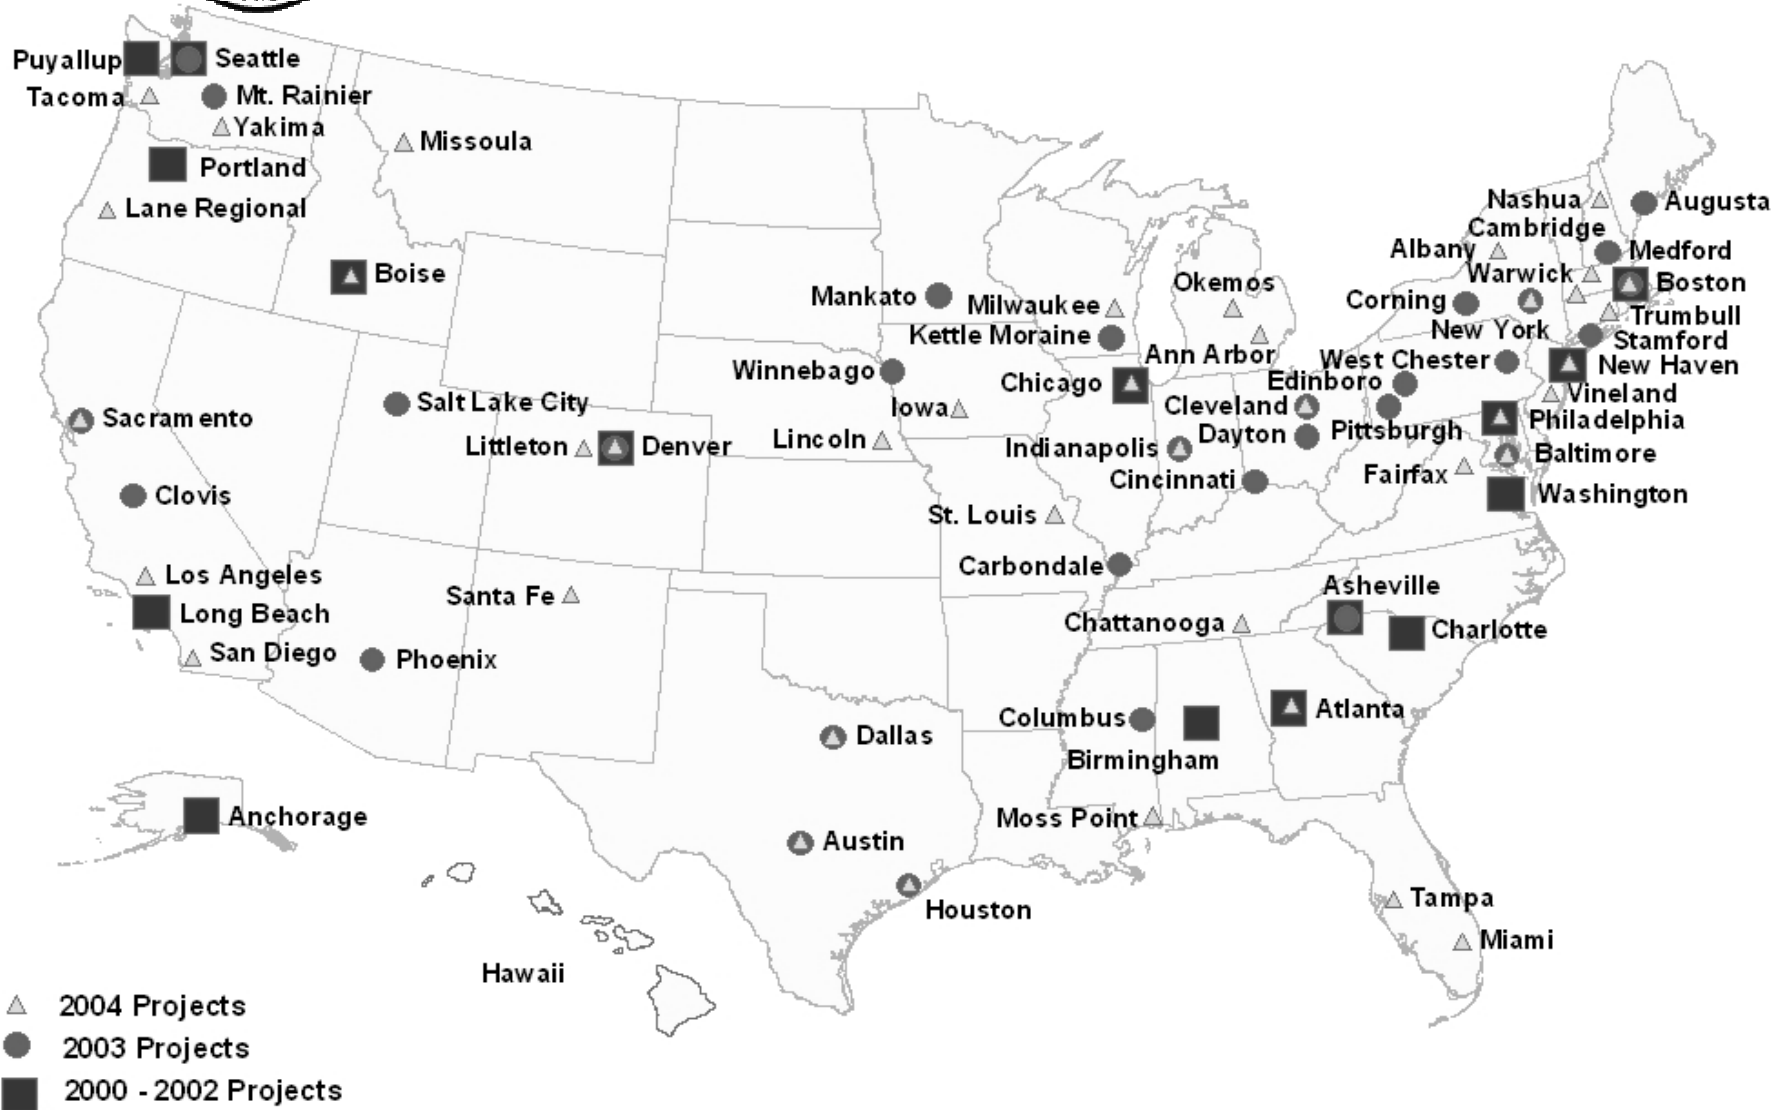 Puyallup
Seattle
Tacoma
Mt. Rainier
Yakima
Missoula
Portland
Lane Regional
Boise
Nashua
Augusta
Cambridge
Albany
Medford
Warwick
Boston
Okemos
Mankato
Milwaukee
Corning
Trumbull
New York
Kettle Moraine
Stamford
Ann Arbor
West Chester
New Haven
Winnebago
Chicago
Edinboro
Vineland
Salt Lake City
Iowa
Cleveland
Sacramento
Philadelphia
Dayton
Pittsburgh
Littleton
Denver
Lincoln
Indianapolis
Baltimore
Fairfax
Cincinnati
Clovis
Washington
St. Louis
Carbondale
Los Angeles
Santa Fe
Asheville
Long Beach
Chattanooga
Charlotte
San Diego
Phoenix
Columbus
Atlanta
Dallas
Birmingham
Anchorage
Moss Point
Austin
Houston
Tampa
Miami
Hawaii
2004 Projects
2003 Projects
2000 - 2002 Projects